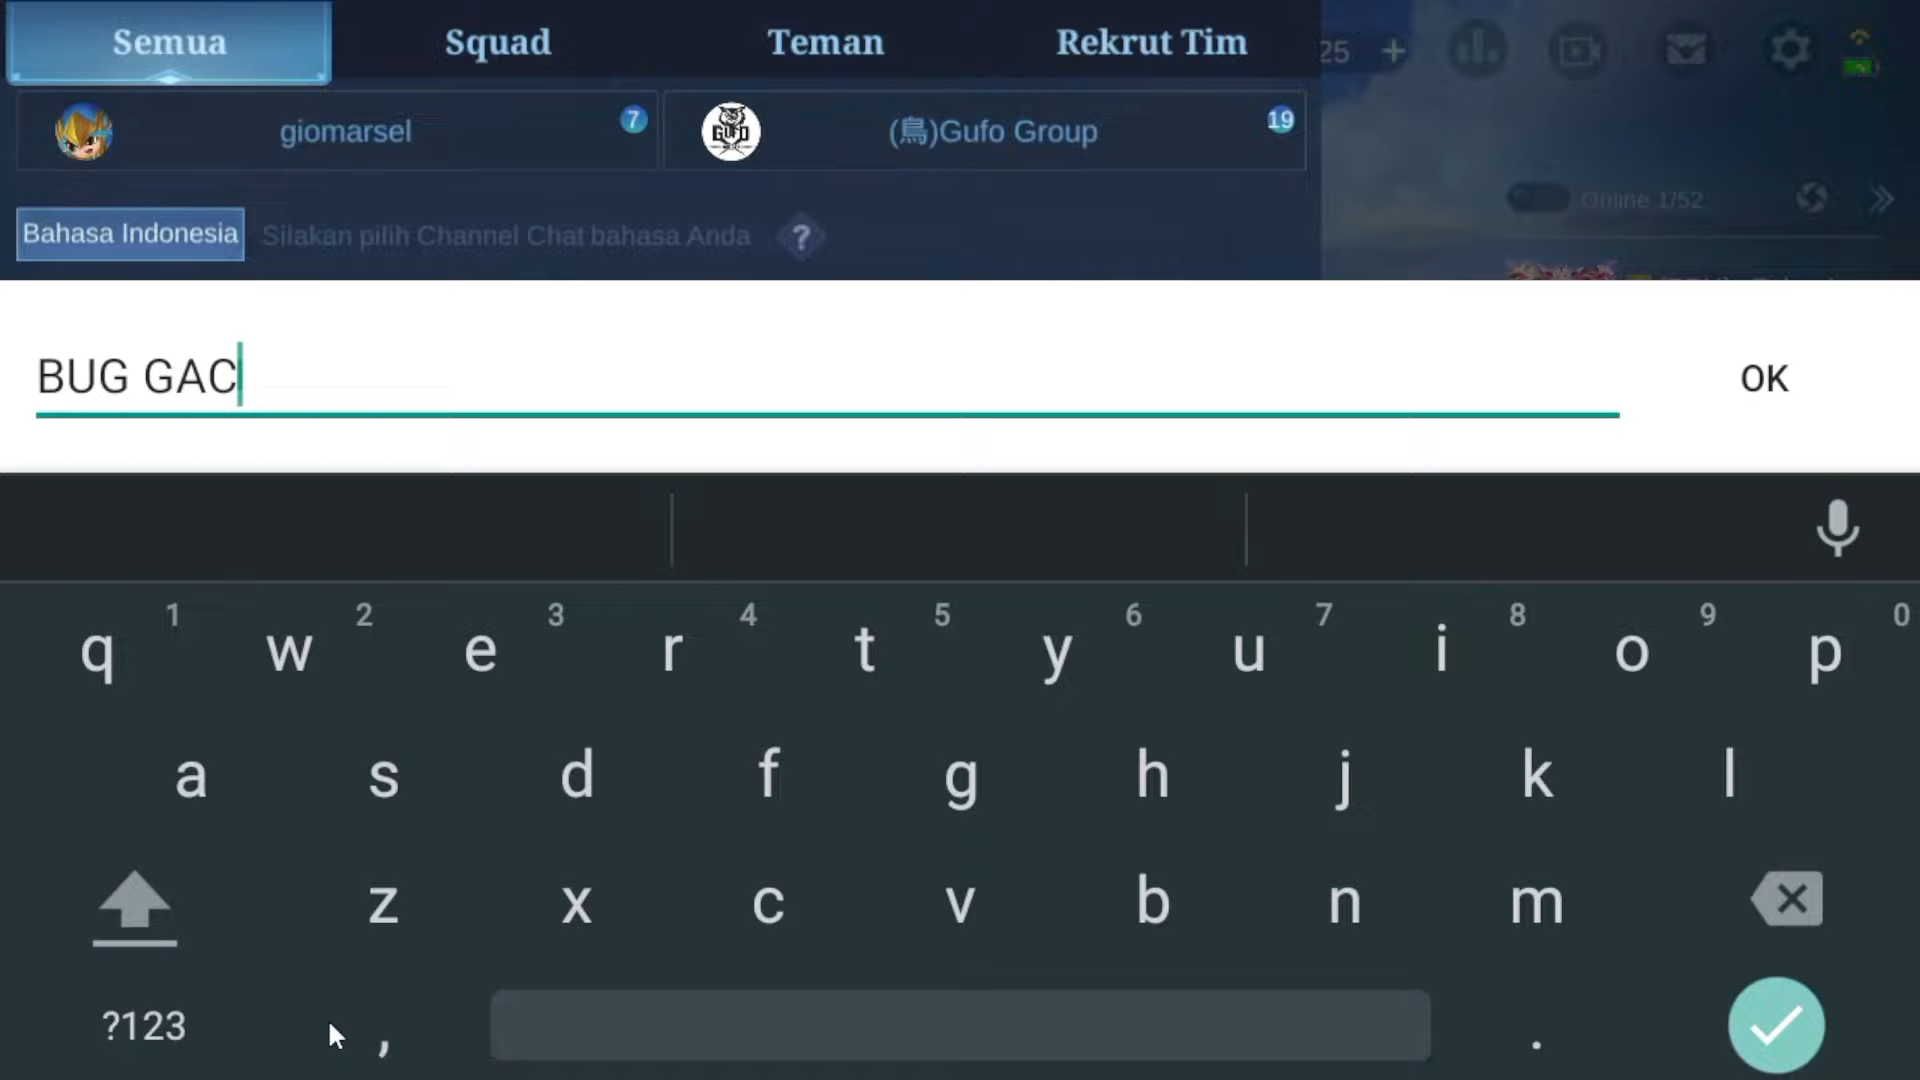 Semua Squad Teman Rekrut Tim 25 +
giomarsel 7 GUFO (鳥)Gufo Group 19
Online 1/52
Bahasa Indonesia Silakan pilih Channel Chat bahasa Anda ?
BUG GAC OK
1 2 3 4 5 6 7 8 9 0
q w e r t y u i o p
a s d f g h j k l
z x c v b n m
?123 , .